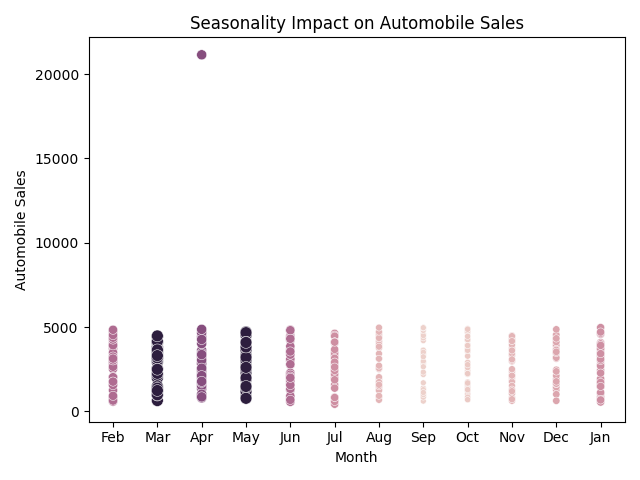 Seasonality Impact on Automobile Sales
20000
15000
10000
5000
0
Automobile Sales
Feb Mar Apr May Jun Jul Aug Sep Oct Nov Dec Jan
Month